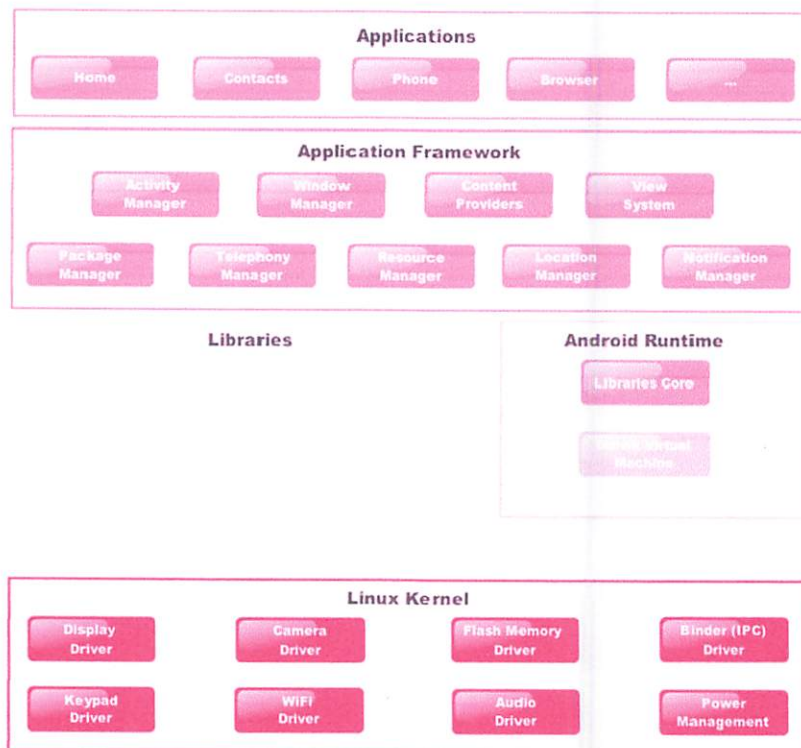 Applications
Home
Contacts
Phone
Browser
...
Application Framework
Activity
Manager
Window
Manager
Content
Providers
View
System
Package
Manager
Telephony
Manager
Resource
Manager
Location
Manager
Notification
Manager
Libraries
Android Runtime
Libraries Core
Virtual
Machine
Linux Kernel
Display
Driver
Camera
Driver
Flash Memory
Driver
Binder (IPC)
Driver
Keypad
Driver
WiFi
Driver
Audio
Driver
Power
Management